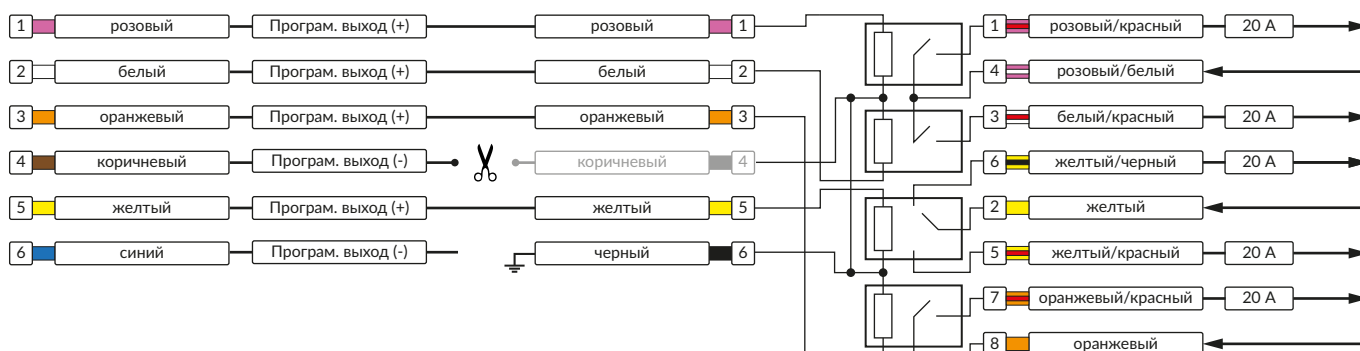 1 розовый Програм. выход (+) розовый 1 1 розовый/красный 20 А
2 белый Програм. выход (+) белый 2 4 розовый/белый
3 оранжевый Програм. выход (+) оранжевый 3 3 белый/красный 20 А
4 коричневый Програм. выход (-) коричневый 4 6 желтый/черный 20 А
5 желтый Програм. выход (+) желтый 5 2 желтый
6 синий Програм. выход (-) черный 6 5 желтый/красный 20 А
7 оранжевый/красный 20 А
8 оранжевый